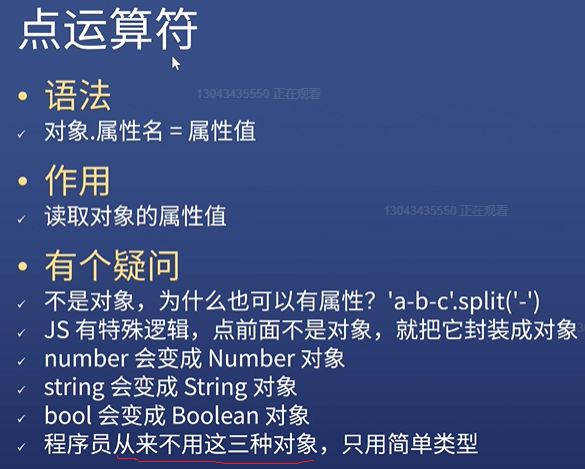 点运算符
语法
13043435550 正在观看
对象.属性名 = 属性值
作用
13043435550 正在观看
读取对象的属性值
有个疑问
不是对象，为什么也可以有属性？'a-b-c'.split('-')
JS 有特殊逻辑，点前面不是对象，就把它封装成对象
number 会变成 Number 对象
string 会变成 String 对象
bool 会变成 Boolean 对象
程序员从来不用这三种对象，只用简单类型